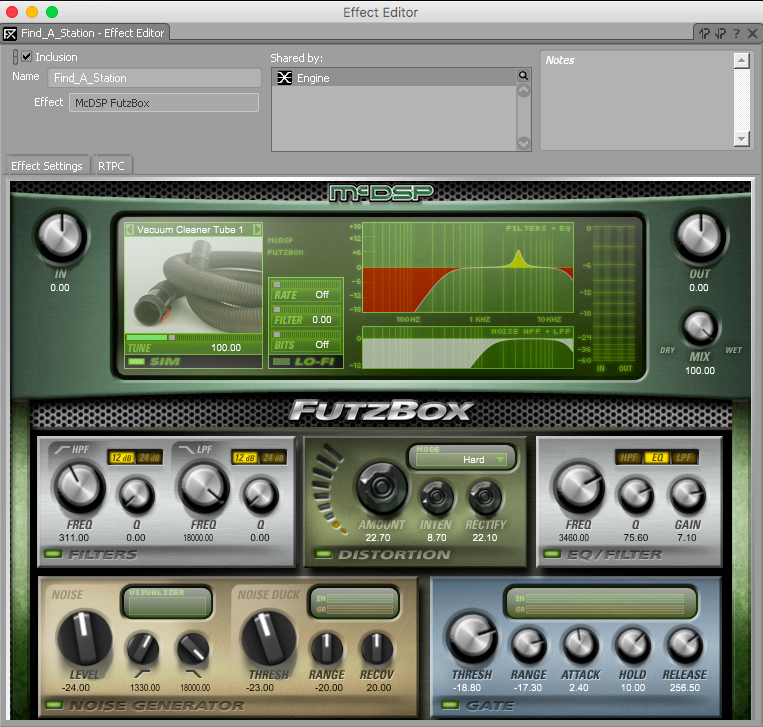 Effect Editor
Find_A_Station - Effect Editor
?
Inclusion
Shared by:
Notes
Name Find_A_Station
Engine
Effect McDSP FutzBox
Effect Settings RTPC
McDSP
IN
0.00
Vacuum Cleaner Tube 1
TUNE 100.00
SIM
MCDSP
FUTZBOX
RATE Off
FILTER 0.00
BITS Off
LO-FI
FILTERS + EQ
+18
+12
+6
0
-6
-12
-18
100HZ 1 KHZ 10 KHZ
NOISE HPF + LPF
0
-12
0
-6
-12
-18
-24
-36
-60
IN OUT
OUT
0.00
DRY MIX WET
100.00
FUTZBOX
HPF 12 dB 24 dB LPF 12 dB 24 dB
FREQ Q FREQ Q
311.00 0.00 18000.00 0.00
FILTERS
MODE
Hard
AMOUNT INTEN RECTIFY
22.70 8.70 22.10
DISTORTION
HPF EQ LPF
FREQ Q GAIN
3460.00 75.60 7.10
EQ/FILTER
NOISE VISUALIZER
LEVEL
-24.00 1330.00 18000.00
NOISE GENERATOR
NOISE DUCK
IN
GR
THRESH RANGE RECOV
-23.00 -20.00 20.00
IN
GR
THRESH RANGE ATTACK HOLD RELEASE
-18.80 -17.30 2.40 10.00 256.50
GATE